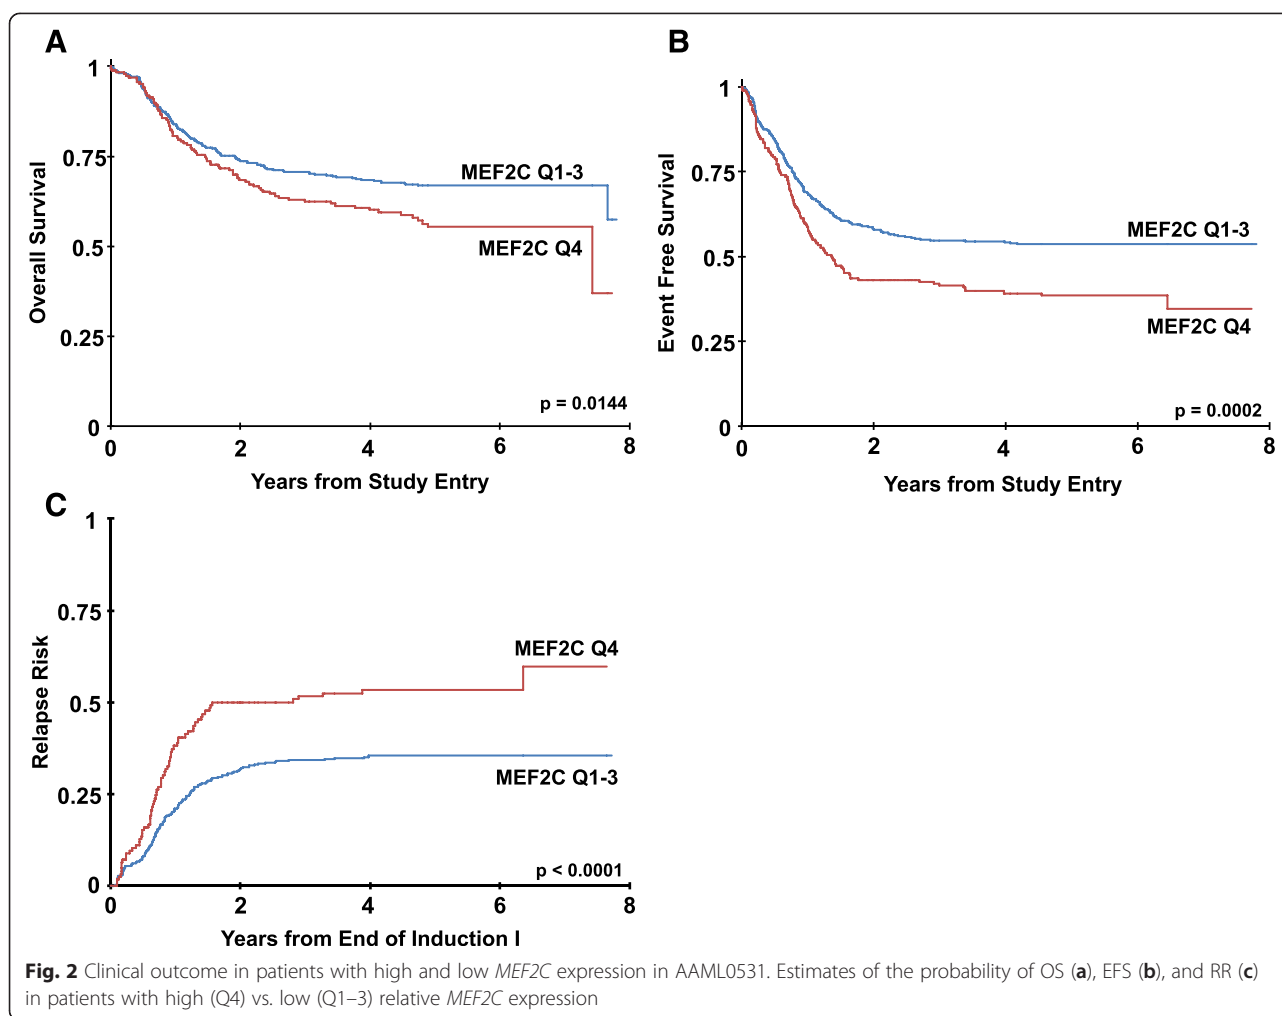 A
1
0.75
0.5
0.25
0
Overall Survival
MEF2C Q1-3
MEF2C Q4
p = 0.0144
0 2 4 6 8
Years from Study Entry
B
1
0.75
0.5
0.25
0
Event Free Survival
MEF2C Q1-3
MEF2C Q4
p = 0.0002
0 2 4 6 8
Years from Study Entry
C
1
0.75
0.5
0.25
0
Relapse Risk
MEF2C Q4
MEF2C Q1-3
p < 0.0001
0 2 4 6 8
Years from End of Induction I
Fig. 2 Clinical outcome in patients with high and low MEF2C expression in AAML0531. Estimates of the probability of OS (a), EFS (b), and RR (c)
in patients with high (Q4) vs. low (Q1–3) relative MEF2C expression